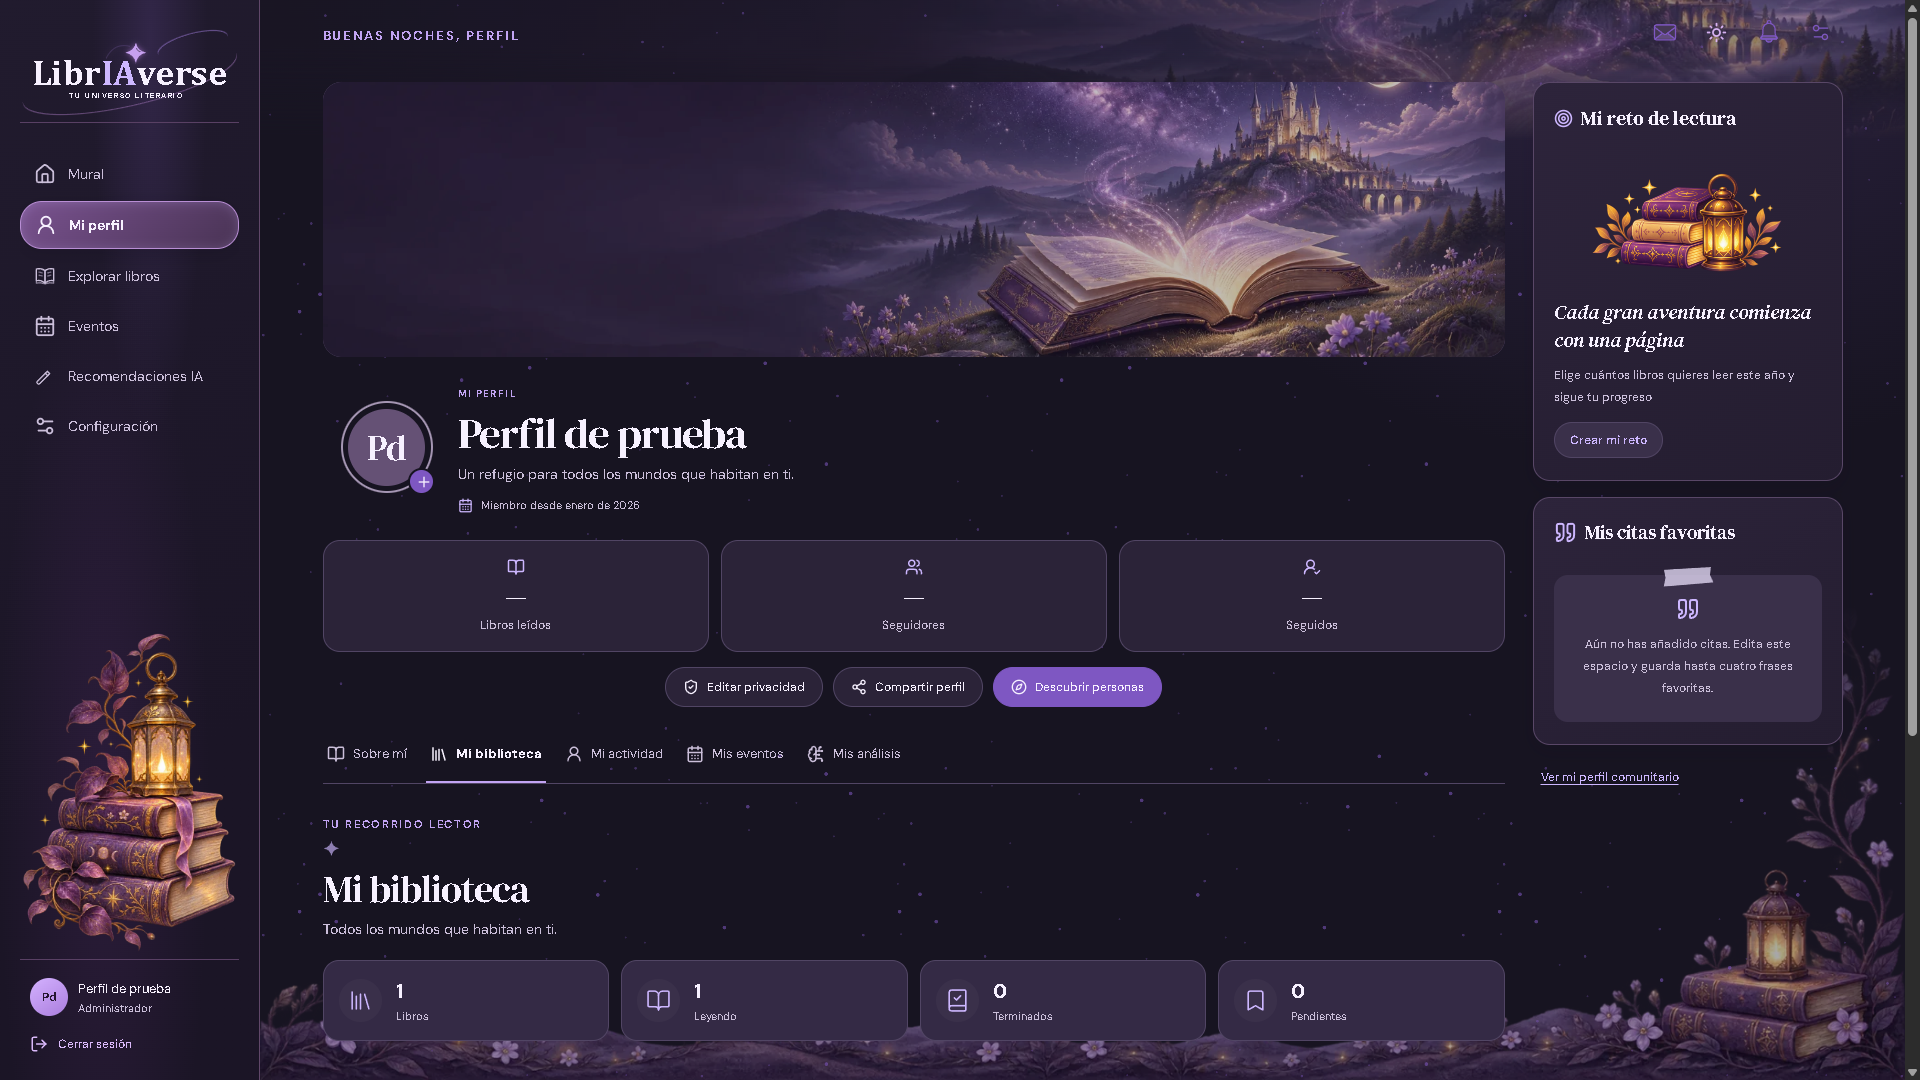 LibrIAverse
TU UNIVERSO LITERARIO
Mural
Mi perfil
Explorar libros
Eventos
Recomendaciones IA
Configuración
Pd
Perfil de prueba
Administrador
Cerrar sesión
BUENAS NOCHES, PERFIL
Pd
MI PERFIL
Perfil de prueba
Un refugio para todos los mundos que habitan en ti.
Miembro desde enero de 2026
—
Libros leídos
—
Seguidores
—
Seguidos
Editar privacidad
Compartir perfil
Descubrir personas
Sobre mí
Mi biblioteca
Mi actividad
Mis eventos
Mis análisis
TU RECORRIDO LECTOR
Mi biblioteca
Todos los mundos que habitan en ti.
1
Libros
1
Leyendo
0
Terminados
0
Pendientes
Mi reto de lectura
Cada gran aventura comienza
con una página
Elige cuántos libros quieres leer este año y
sigue tu progreso
Crear mi reto
Mis citas favoritas
Aún no has añadido citas. Edita este
espacio y guarda hasta cuatro frases
favoritas.
Ver mi perfil comunitario